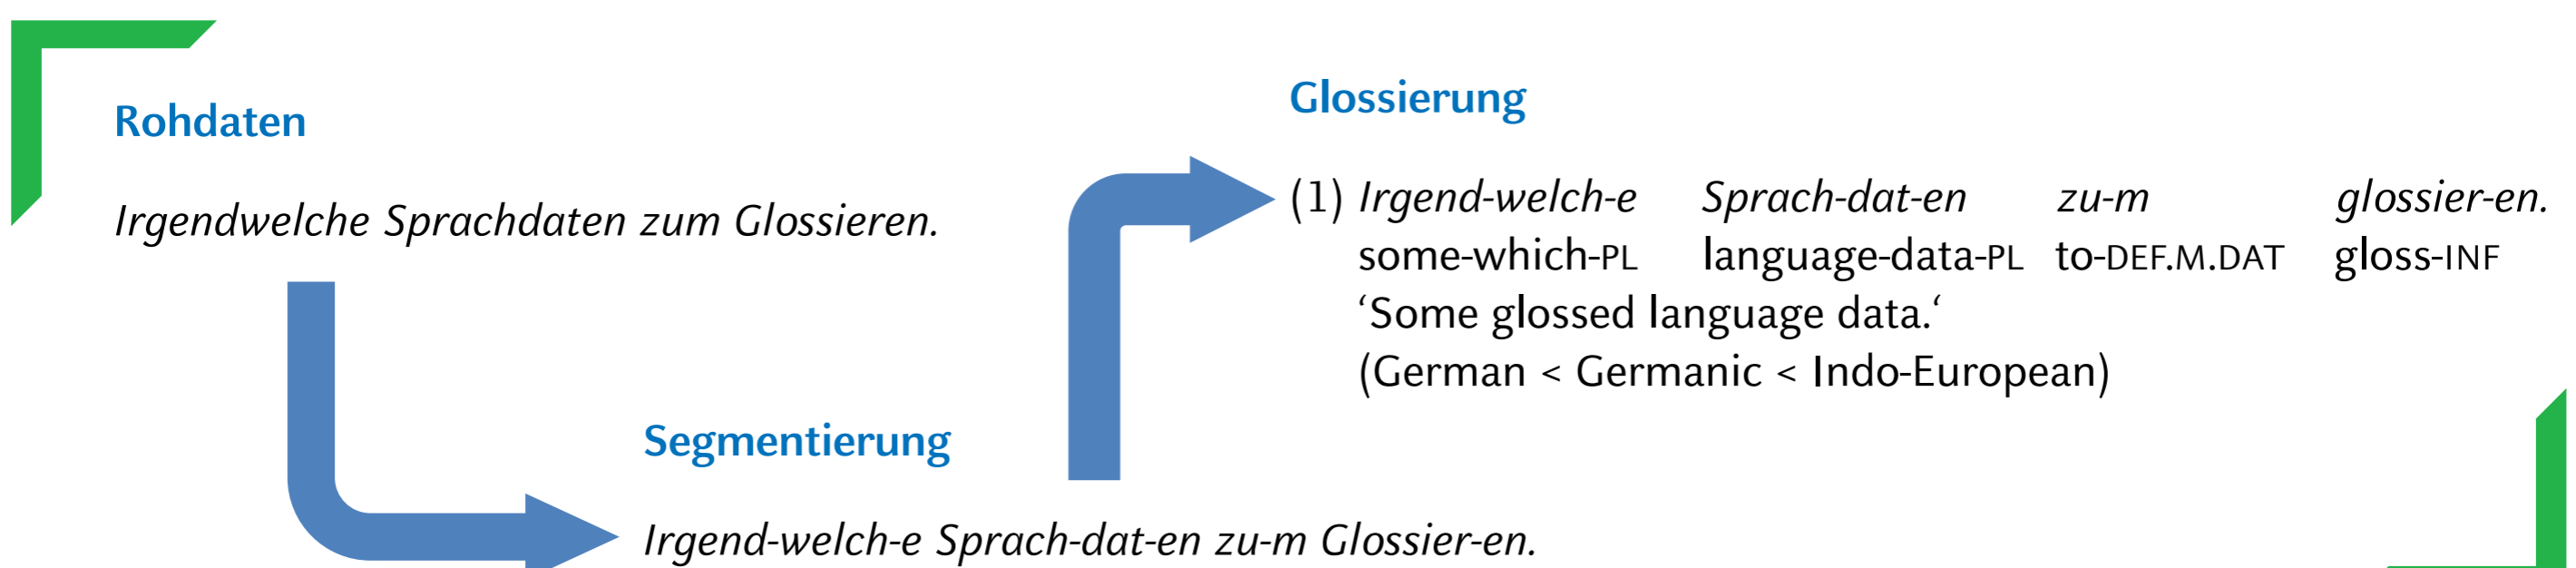 Rohdaten
Irgendwelche Sprachdaten zum Glossieren.
Segmentierung
Irgend-welch-e Sprach-dat-en zu-m Glossier-en.
Glossierung
(1) Irgend-welch-e Sprach-dat-en zu-m glossier-en.
some-which-PL language-data-PL to-DEF.M.DAT gloss-INF
‘Some glossed language data.‘
(German < Germanic < Indo-European)